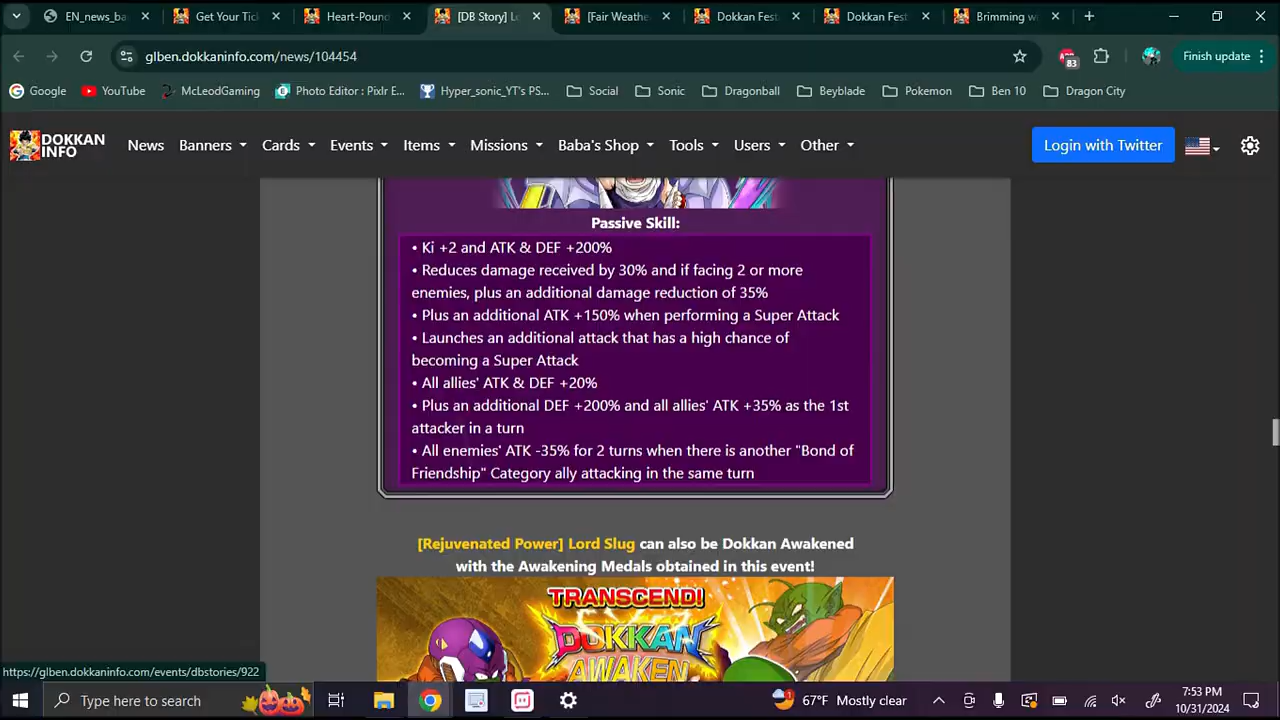 EN_news_ba
Get Your Tick
Heart-Pound
[DB Story] L
[Fair Weathe
Dokkan Fest
Dokkan Fest
Brimming w
glben.dokkaninfo.com/news/104454
83
Finish update
Google
YouTube
McLeodGaming
Photo Editor : Pixlr E...
Hyper_sonic_YT's PS...
Social
Sonic
Dragonball
Beyblade
Pokemon
Ben 10
Dragon City
DOKKAN
INFO
News
Banners
Cards
Events
Items
Missions
Baba's Shop
Tools
Users
Other
Login with Twitter
Passive Skill:
• Ki +2 and ATK & DEF +200%
• Reduces damage received by 30% and if facing 2 or more
enemies, plus an additional damage reduction of 35%
• Plus an additional ATK +150% when performing a Super Attack
• Launches an additional attack that has a high chance of
becoming a Super Attack
• All allies' ATK & DEF +20%
• Plus an additional DEF +200% and all allies' ATK +35% as the 1st
attacker in a turn
• All enemies' ATK -35% for 2 turns when there is another "Bond of
Friendship" Category ally attacking in the same turn
[Rejuvenated Power] Lord Slug can also be Dokkan Awakened
with the Awakening Medals obtained in this event!
TRANSCEND!
DOKKAN
AWAKEN
https://glben.dokkaninfo.com/events/dbstories/922
Type here to search
1
67°F Mostly clear
7:53 PM
10/31/2024